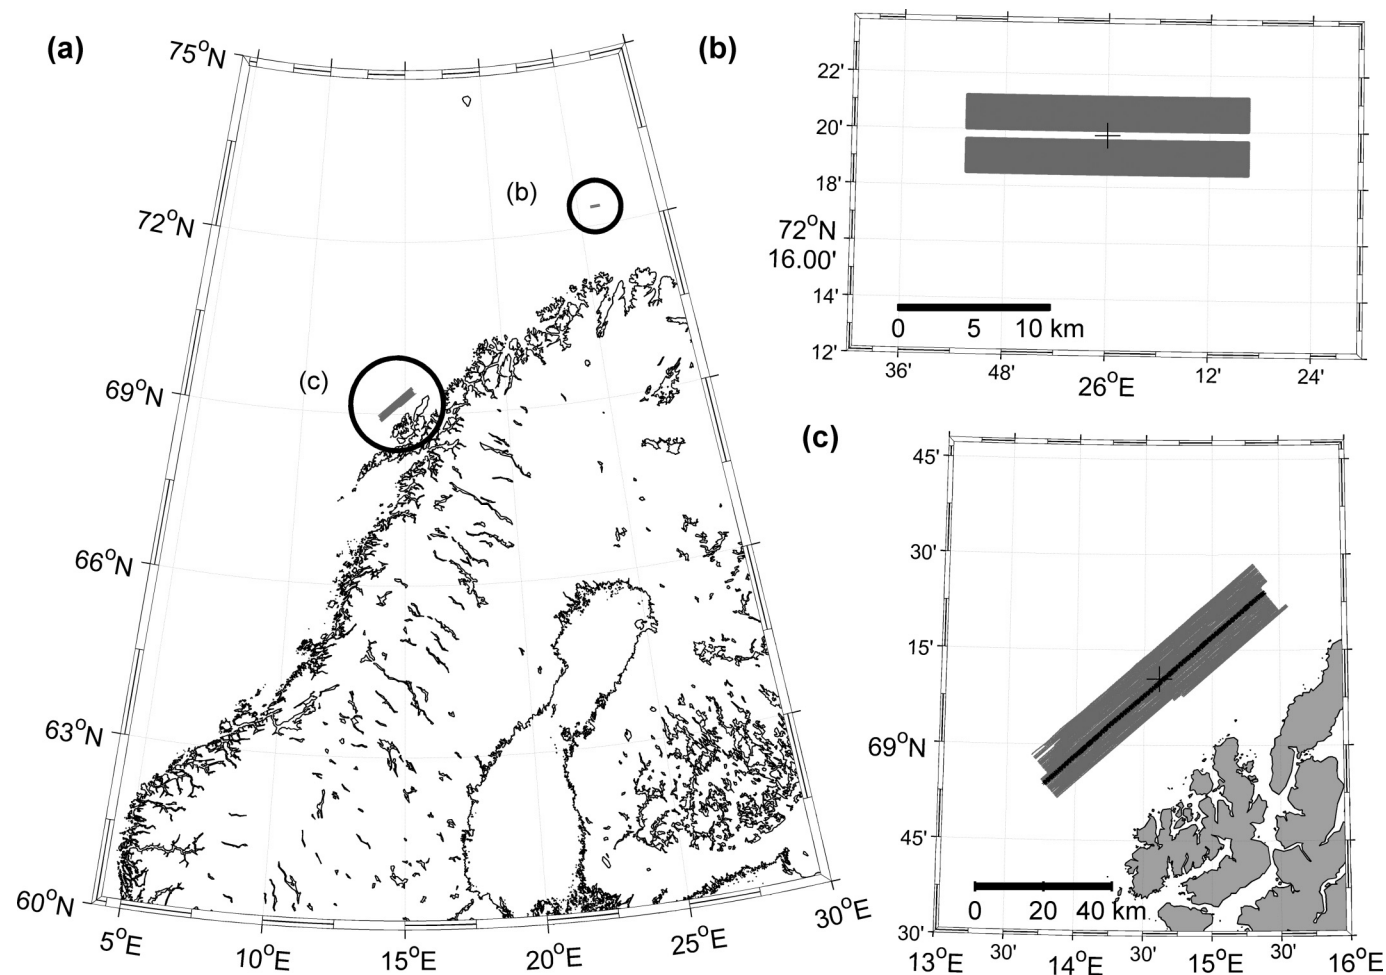 (a)
75°N
72°N
69°N
66°N
63°N
60°N
5°E
10°E
15°E
20°E
25°E
30°E
(b)
(c)
(b)
22'
20'
18'
72°N
16.00'
14'
12'
0 5 10 km
36' 48' 26°E 12' 24'
(c)
45'
30'
15'
69°N
45'
30'
0 20 40 km
13°E 30' 14°E 30' 15°E 30' 16°E